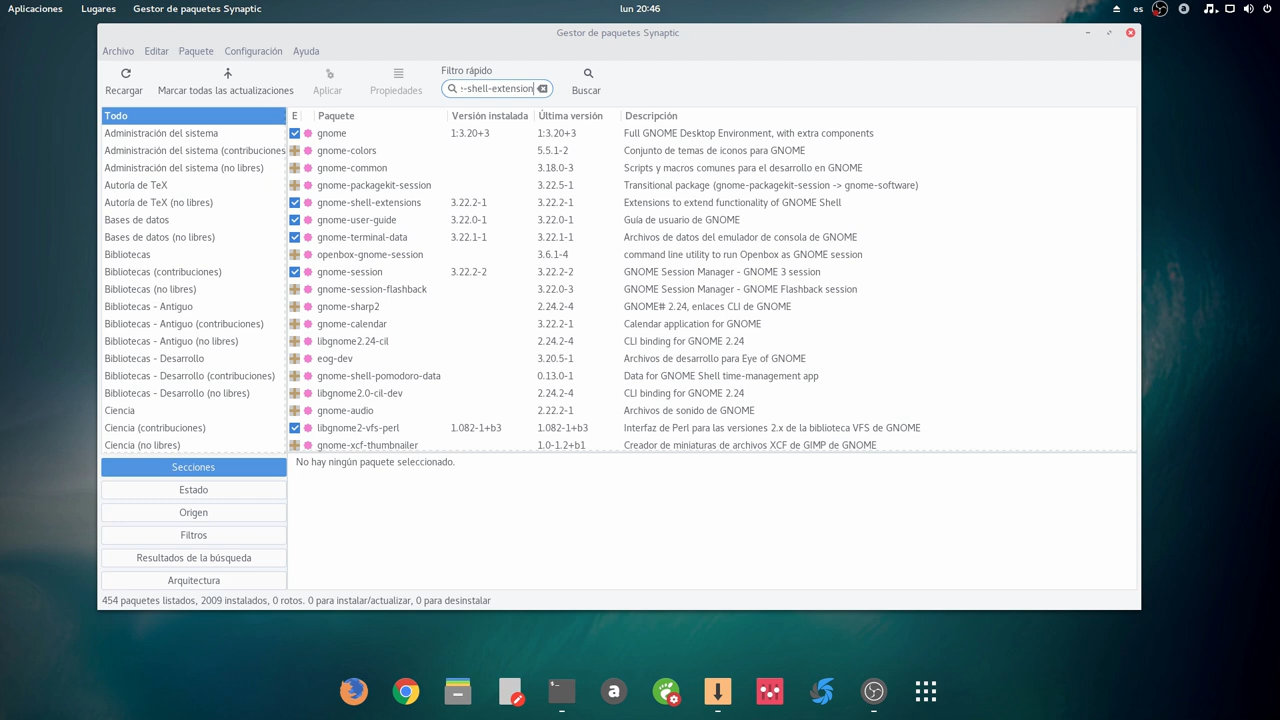 Aplicaciones Lugares Gestor de paquetes Synaptic lun 20:46 es
Gestor de paquetes Synaptic
Archivo Editar Paquete Configuración Ayuda
Filtro rápido
-shell-extension
Recargar Marcar todas las actualizaciones Aplicar Propiedades Buscar
Todo E Paquete Versión instalada Última versión Descripción
Administración del sistema gnome 1:3.20+3 1:3.20+3 Full GNOME Desktop Environment, with extra components
Administración del sistema (contribuciones gnome-colors 5.5.1-2 Conjunto de temas de iconos para GNOME
Administración del sistema (no libres) gnome-common 3.18.0-3 Scripts y macros comunes para el desarrollo en GNOME
Autoría de TeX gnome-packagekit-session 3.22.5-1 Transitional package (gnome-packagekit-session -> gnome-software)
Autoría de TeX (no libres) gnome-shell-extensions 3.22.2-1 3.22.2-1 Extensions to extend functionality of GNOME Shell
Bases de datos gnome-user-guide 3.22.0-1 3.22.0-1 Guía de usuario de GNOME
Bases de datos (no libres) gnome-terminal-data 3.22.1-1 3.22.1-1 Archivos de datos del emulador de consola de GNOME
Bibliotecas openbox-gnome-session 3.6.1-4 command line utility to run Openbox as GNOME session
Bibliotecas (contribuciones) gnome-session 3.22.2-2 3.22.2-2 GNOME Session Manager - GNOME 3 session
Bibliotecas (no libres) gnome-session-flashback 3.22.0-3 GNOME Session Manager - GNOME Flashback session
Bibliotecas - Antiguo gnome-sharp2 2.24.2-4 GNOME# 2.24, enlaces CLI de GNOME
Bibliotecas - Antiguo (contribuciones) gnome-calendar 3.22.2-1 Calendar application for GNOME
Bibliotecas - Antiguo (no libres) libgnome2.24-cil 2.24.2-4 CLI binding for GNOME 2.24
Bibliotecas - Desarrollo eog-dev 3.20.5-1 Archivos de desarrollo para Eye of GNOME
Bibliotecas - Desarrollo (contribuciones) gnome-shell-pomodoro-data 0.13.0-1 Data for GNOME Shell time-management app
Bibliotecas - Desarrollo (no libres) libgnome2.0-cil-dev 2.24.2-4 CLI binding for GNOME 2.24
Ciencia gnome-audio 2.22.2-1 Archivos de sonido de GNOME
Ciencia (contribuciones) libgnome2-vfs-perl 1.082-1+b3 1.082-1+b3 Interfaz de Perl para las versiones 2.x de la biblioteca VFS de GNOME
Ciencia (no libres) gnome-xcf-thumbnailer 1.0-1.2+b1 Creador de miniaturas de archivos XCF de GIMP de GNOME
No hay ningún paquete seleccionado.
Secciones
Estado
Origen
Filtros
Resultados de la búsqueda
Arquitectura
454 paquetes listados, 2009 instalados, 0 rotos. 0 para instalar/actualizar, 0 para desinstalar